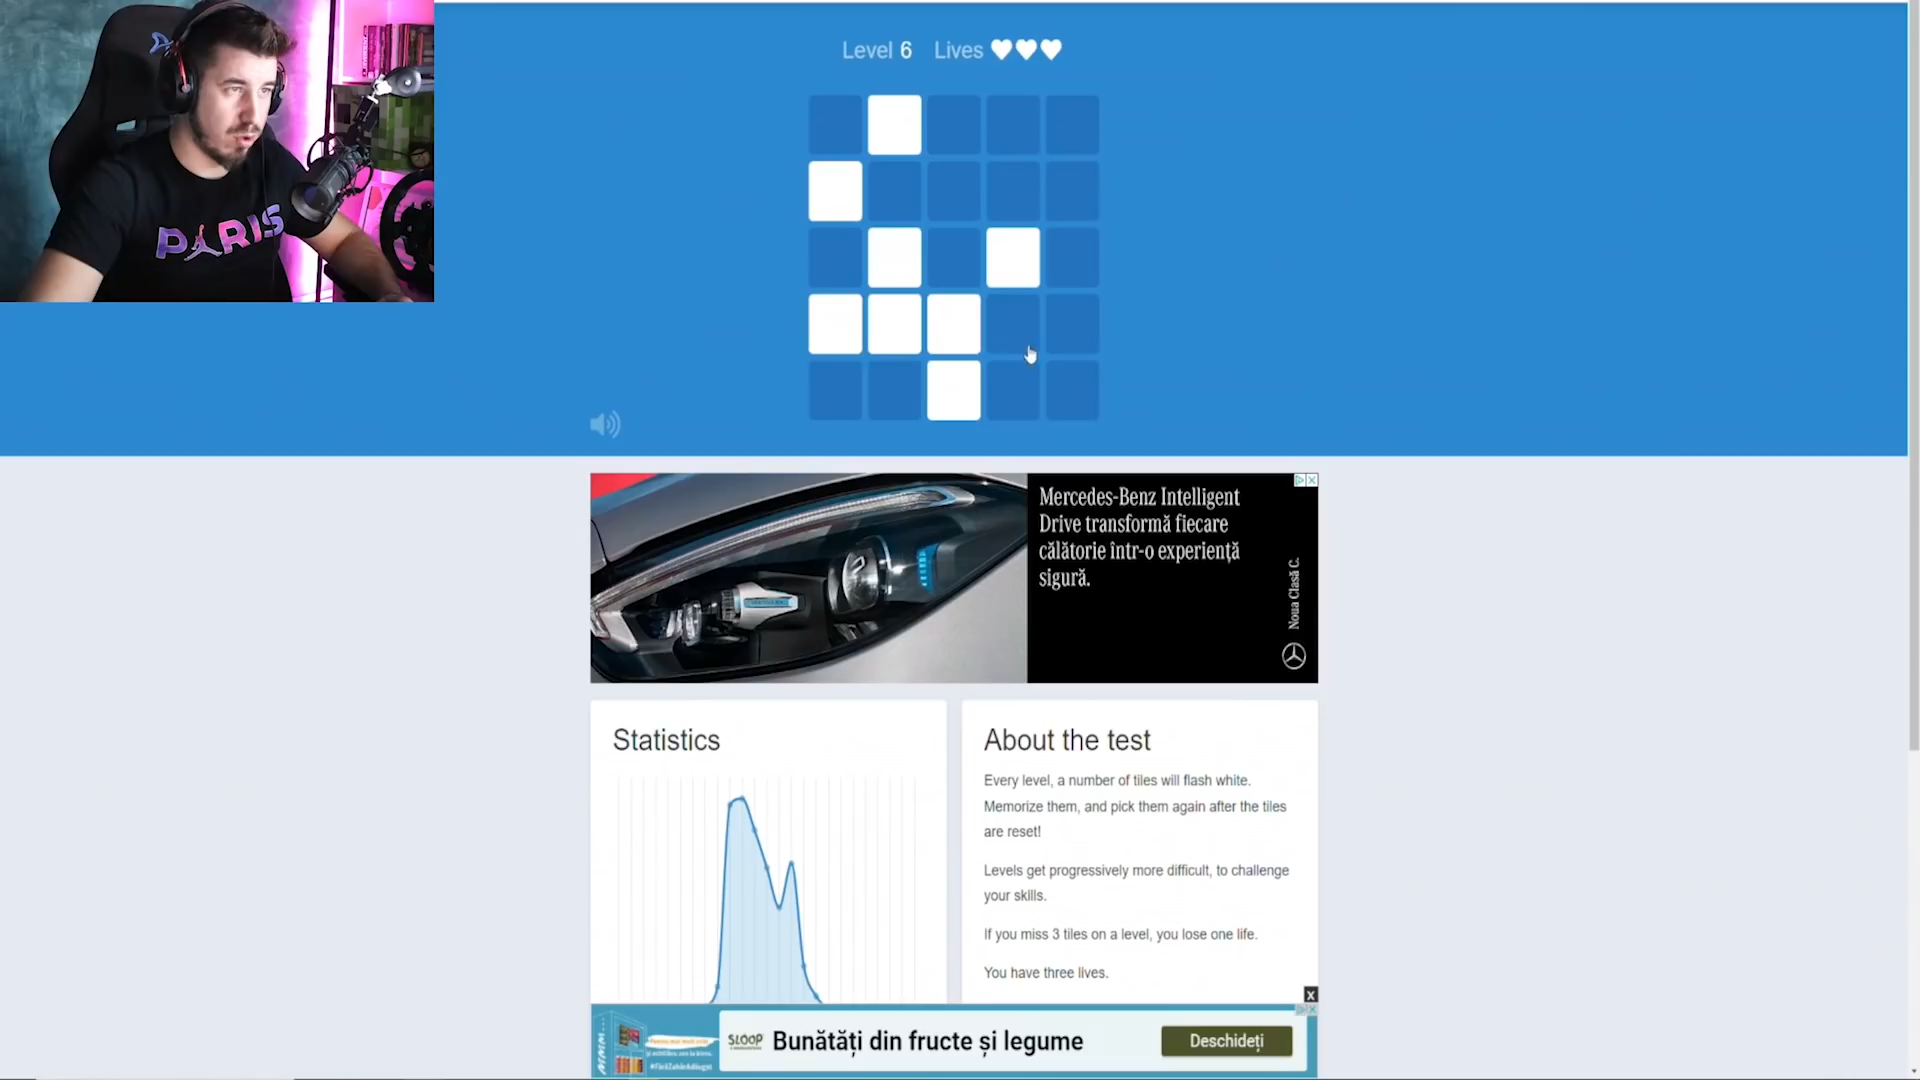 Level 6 Lives
PARIS
Mercedes-Benz Intelligent
Drive transformă fiecare
călătorie într-o experiență
sigură.
Noua Clasă C.
Statistics
About the test
Every level, a number of tiles will flash white.
Memorize them, and pick them again after the tiles
are reset!
Levels get progressively more difficult, to challenge
your skills.
If you miss 3 tiles on a level, you lose one life.
You have three lives.
X
MMM...
SLOOP
Bunătăți din fructe și legume
Deschideți